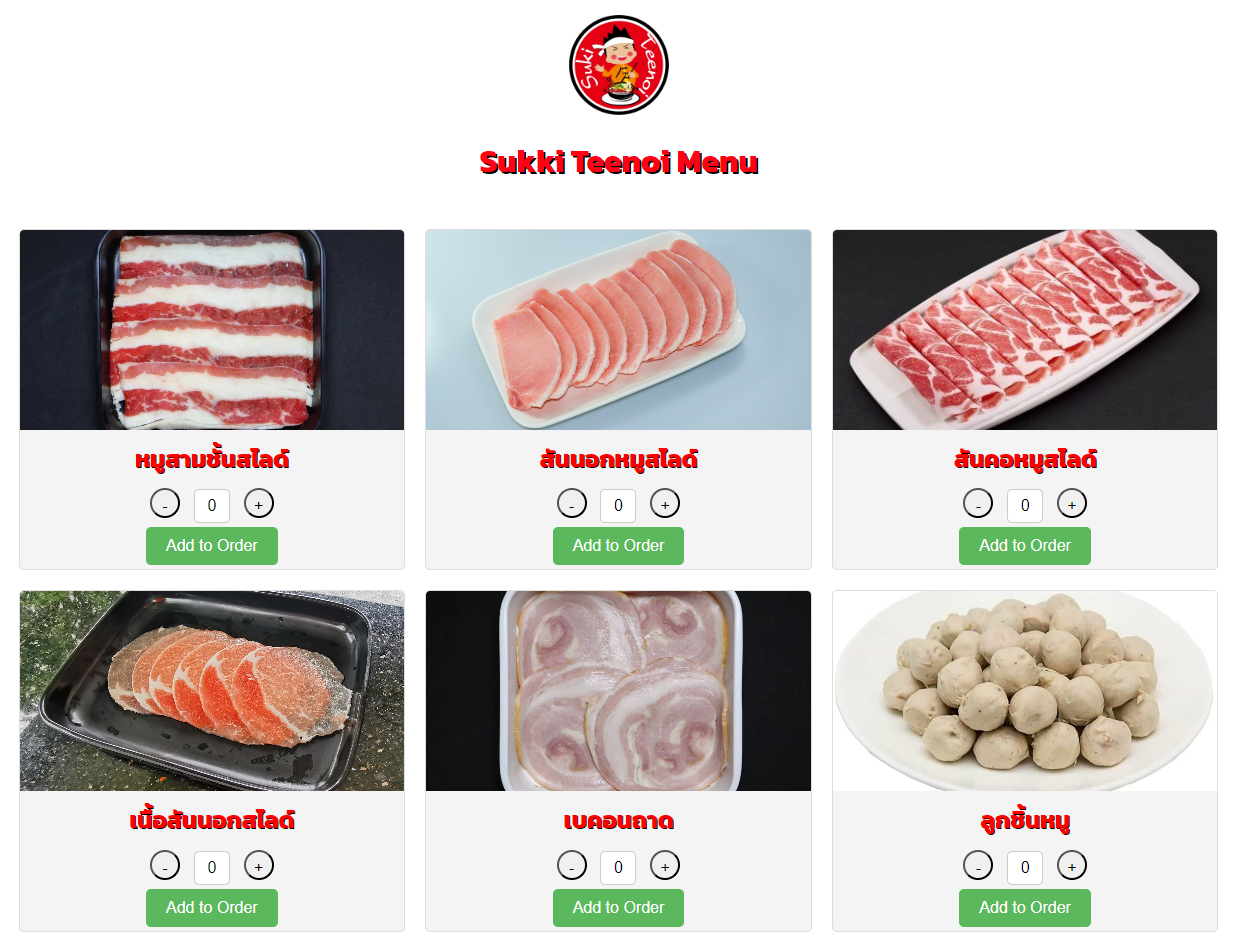 Suki Teenoi
Sukki Teenoi Menu
หมูสามชั้นสไลด์
- 0 +
Add to Order
สันนอกหมูสไลด์
- 0 +
Add to Order
สันคอหมูสไลด์
- 0 +
Add to Order
เนื้อสันนอกสไลด์
- 0 +
Add to Order
เบคอนถาด
- 0 +
Add to Order
ลูกชิ้นหมู
- 0 +
Add to Order